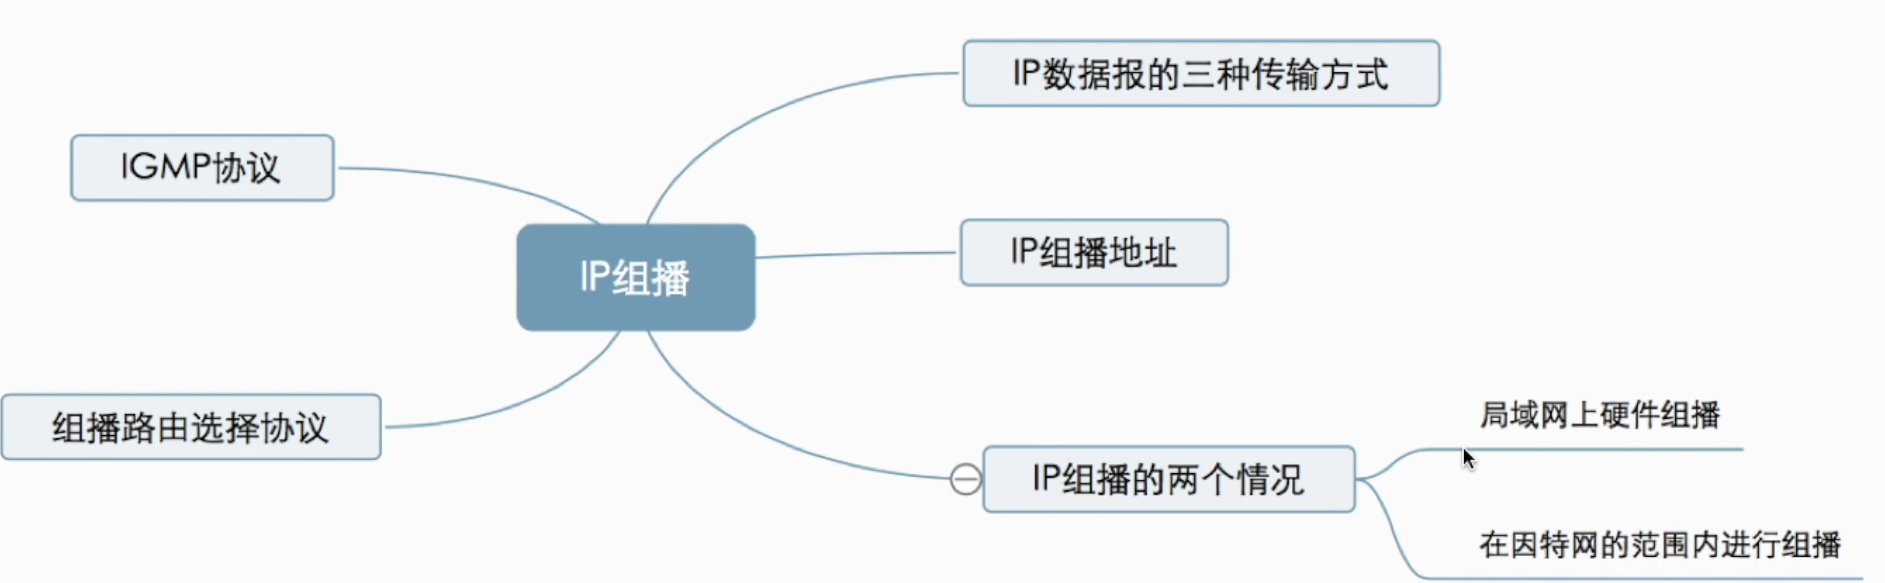 IP数据报的三种传输方式
IGMP协议
IP组播地址
IP组播
局域网上硬件组播
组播路由选择协议
IP组播的两个情况
在因特网的范围内进行组播